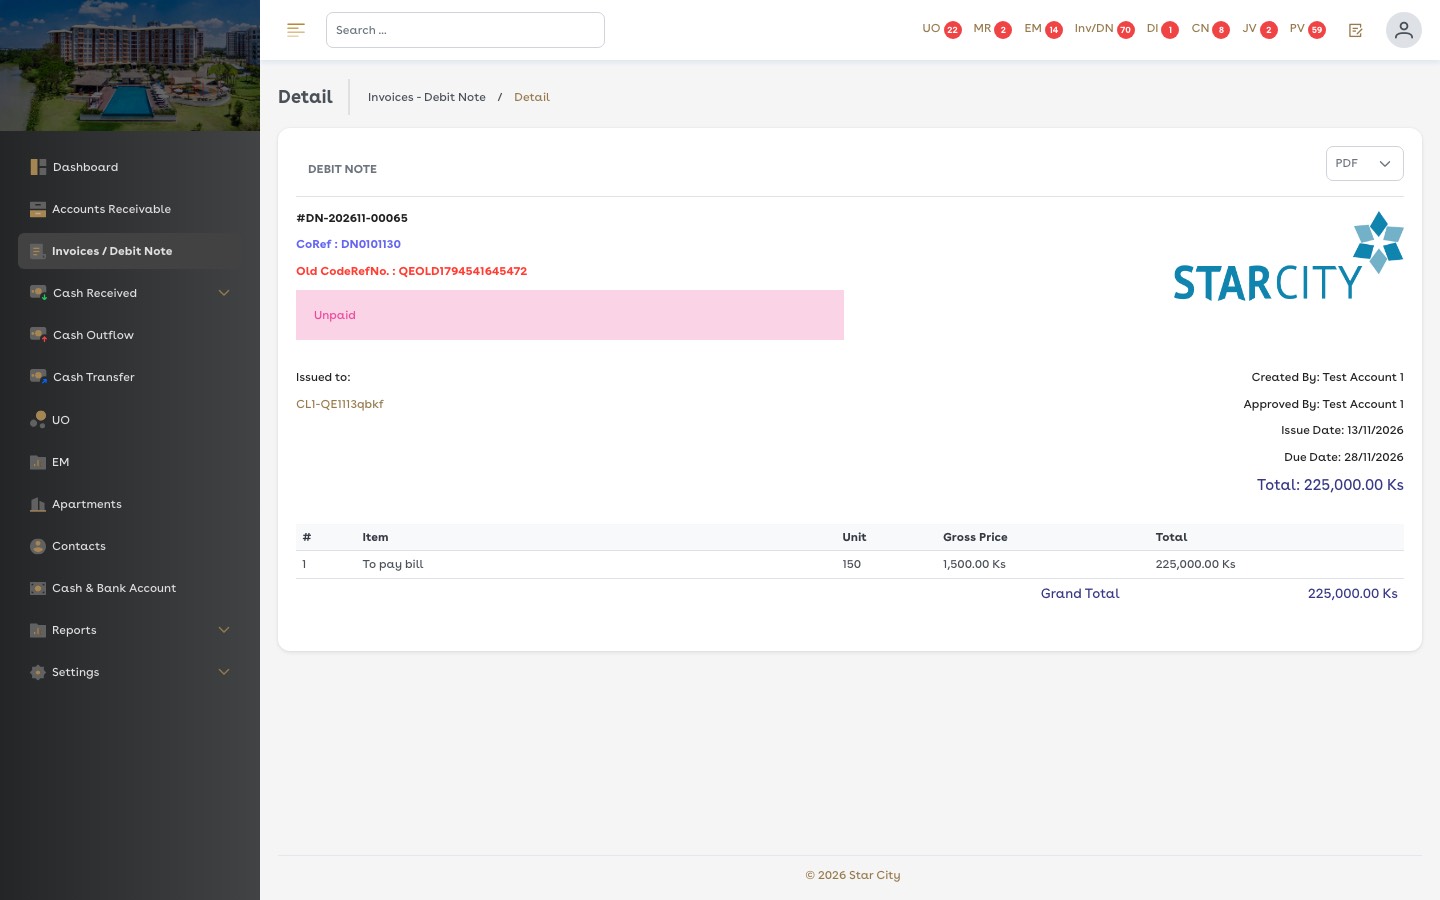 Search ...
UO 22 MR 2 EM 14 Inv/DN 70 DI 1 CN 8 JV 2 PV 59
Detail
Invoices - Debit Note / Detail
Dashboard
Accounts Receivable
Invoices / Debit Note
Cash Received
Cash Outflow
Cash Transfer
UO
EM
Apartments
Contacts
Cash & Bank Account
Reports
Settings
DEBIT NOTE
PDF
#DN-202611-00065
CoRef : DN0101130
Old CodeRefNo. : QEOLD1794541645472
Unpaid
STARCITY
Issued to:
CL1-QE1113qbkf
Created By: Test Account 1
Approved By: Test Account 1
Issue Date: 13/11/2026
Due Date: 28/11/2026
Total: 225,000.00 Ks
# Item Unit Gross Price Total
1 To pay bill 150 1,500.00 Ks 225,000.00 Ks
Grand Total 225,000.00 Ks
© 2026 Star City